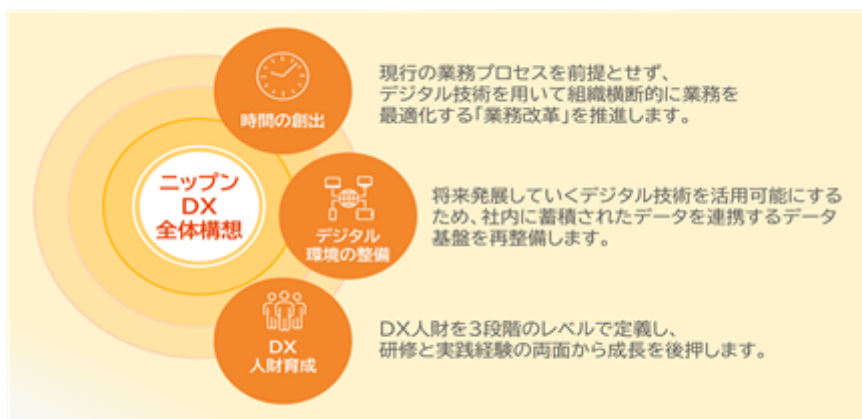 時間の創出
現行の業務プロセスを前提とせず、
デジタル技術を用いて組織横断的に業務を
最適化する「業務改革」を推進します。
ニップン
DX
全体構想
デジタル
環境の整備
将来発展していくデジタル技術を活用可能にする
ため、社内に蓄積されたデータを連携するデータ
基盤を再整備します。
DX
人財育成
DX人財を3段階のレベルで定義し、
研修と実践経験の両面から成長を後押します。